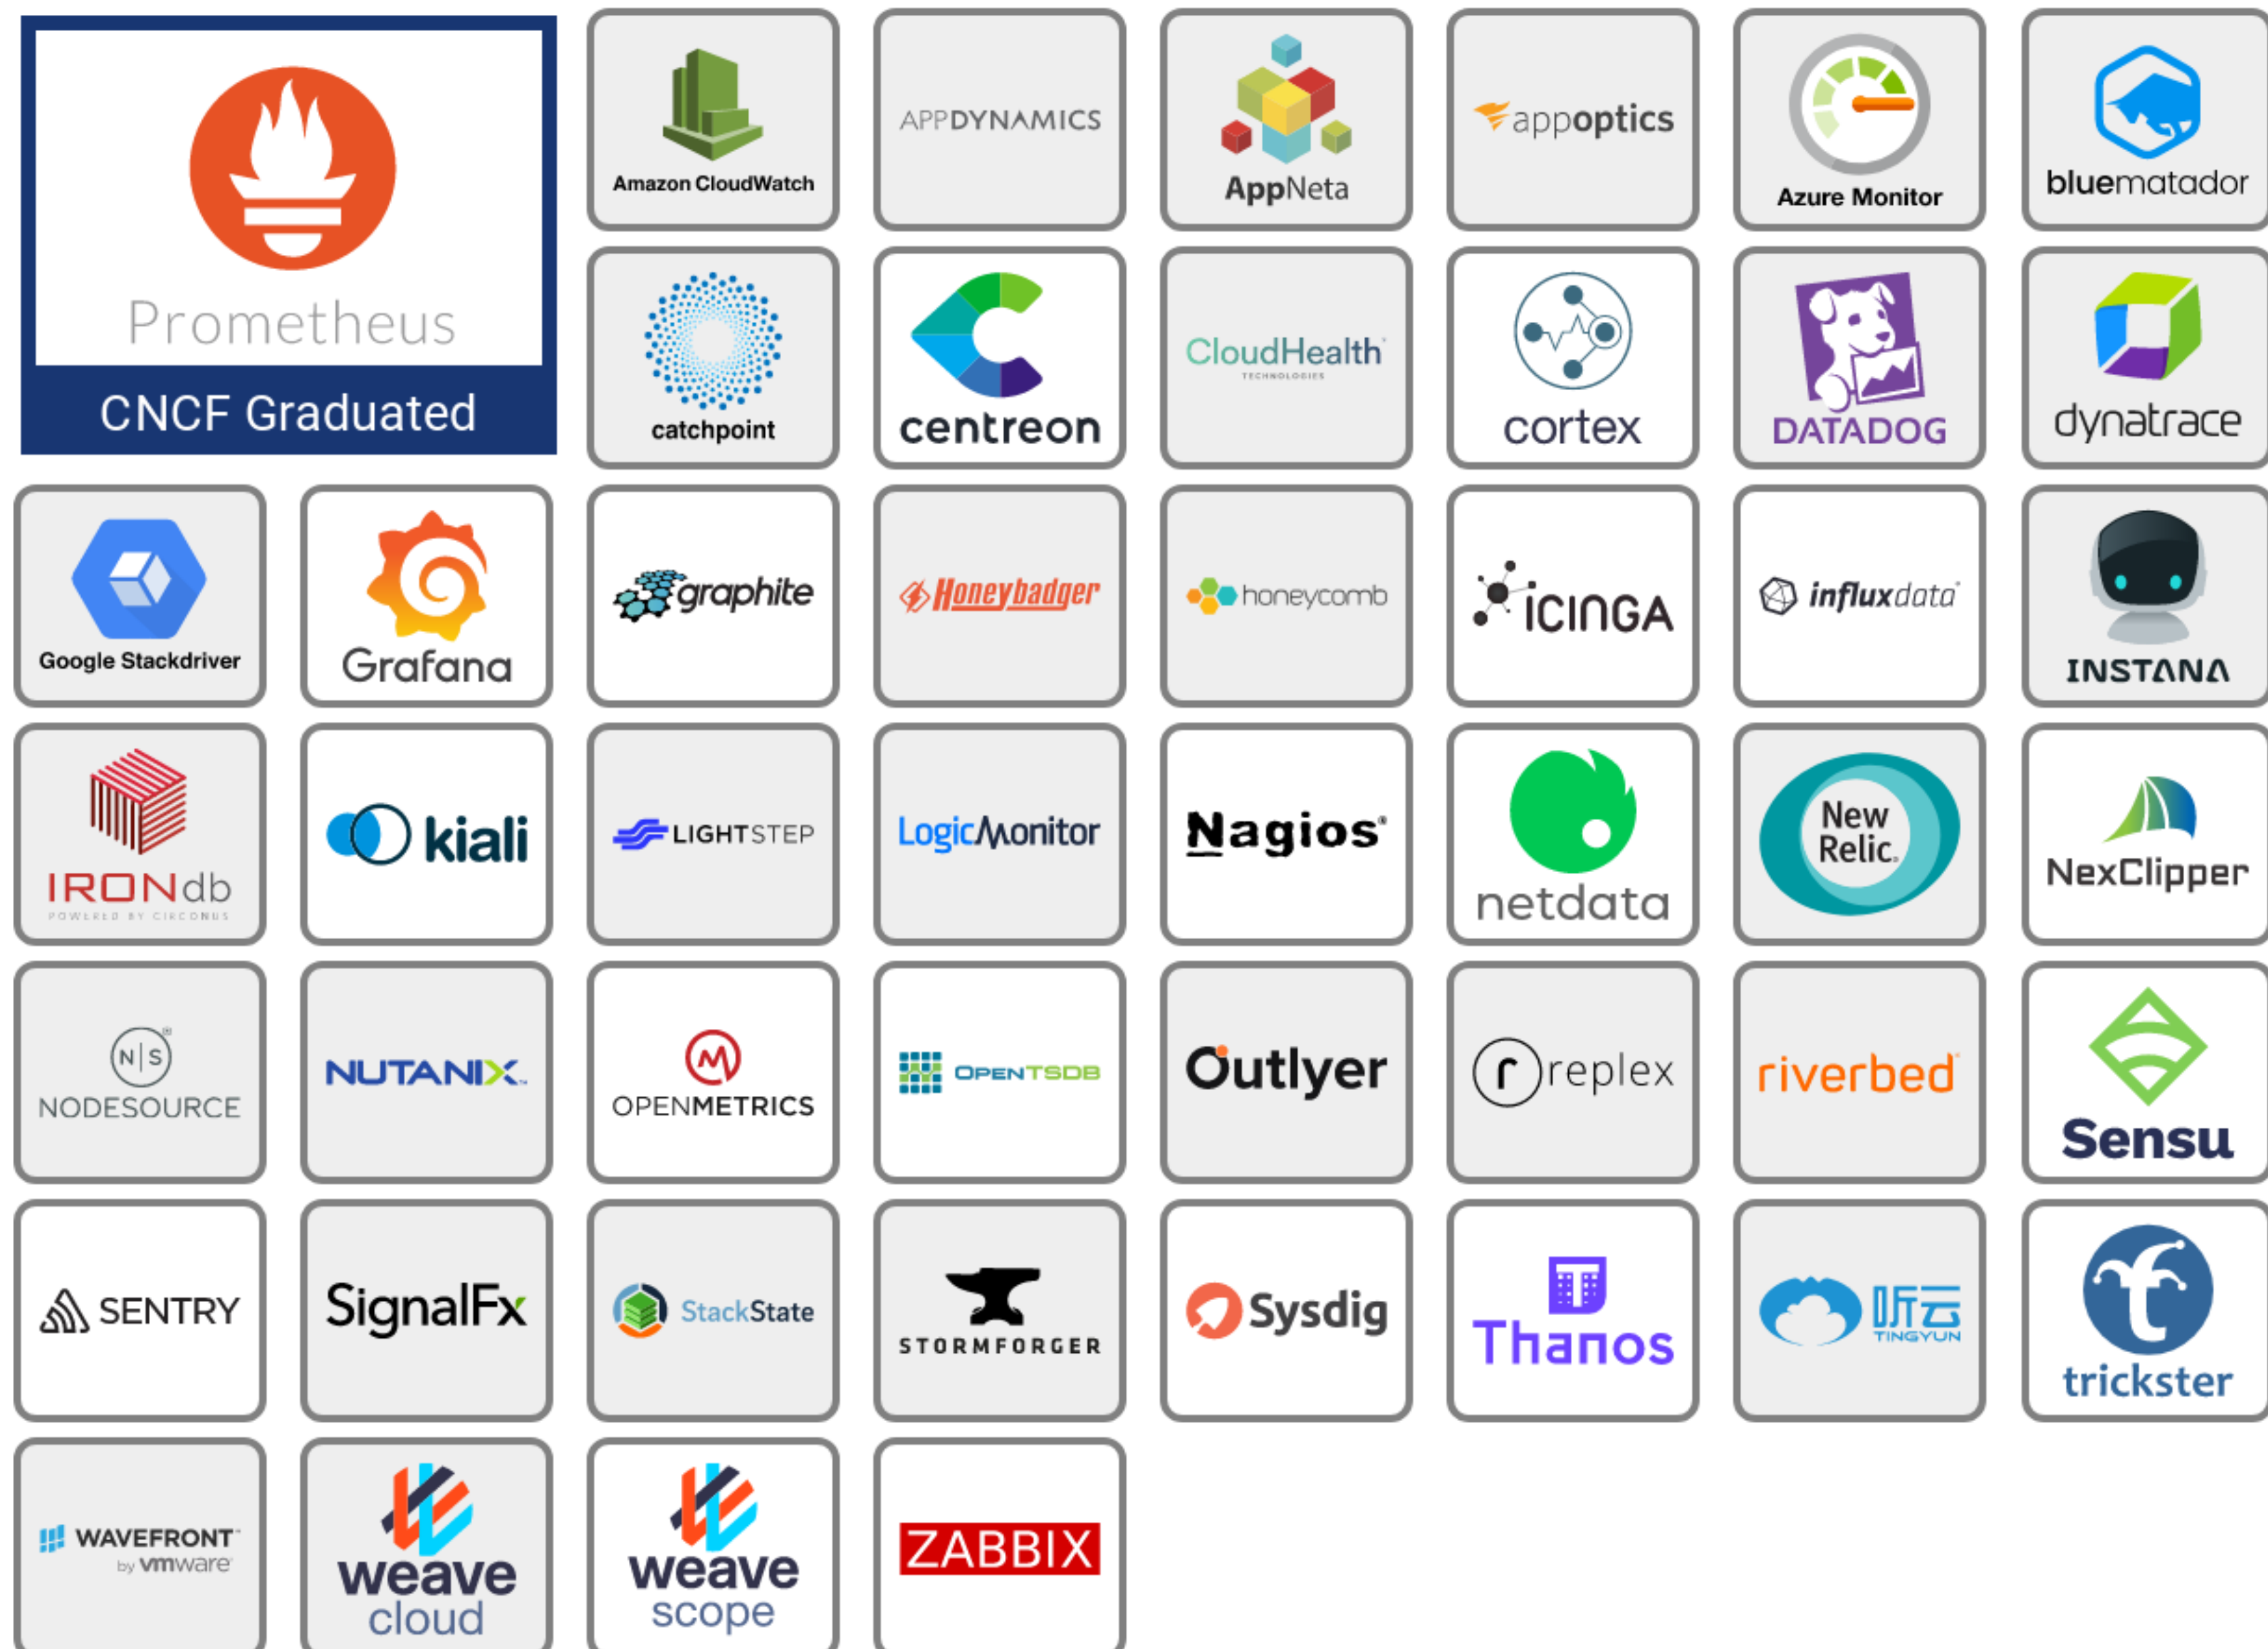 Prometheus
CNCF Graduated
Amazon CloudWatch
APPDYNAMICS
AppNeta
appoptics
Azure Monitor
bluematador
catchpoint
centreon
CloudHealth
TECHNOLOGIES
cortex
DATADOG
dynatrace
Google Stackdriver
Grafana
graphite
Honeybadger
honeycomb
ICINGA
influxdata®
INSTANA
IRONdb
POWERED BY CIRCONUS
kiali
LIGHTSTEP
LogicMonitor
Nagios®
netdata
New
Relic.
NexClipper
N|S®
NODESOURCE
NUTANIX™
OPENMETRICS
OPENTSDB
Outlyer
r replex
riverbed®
Sensu
SENTRY
SignalFx
StackState
STORMFORGER
Sysdig
T
Thanos
听云
TINGYUN
t
trickster
WAVEFRONT™
by vmware®
weave
cloud
weave
scope
ZABBIX